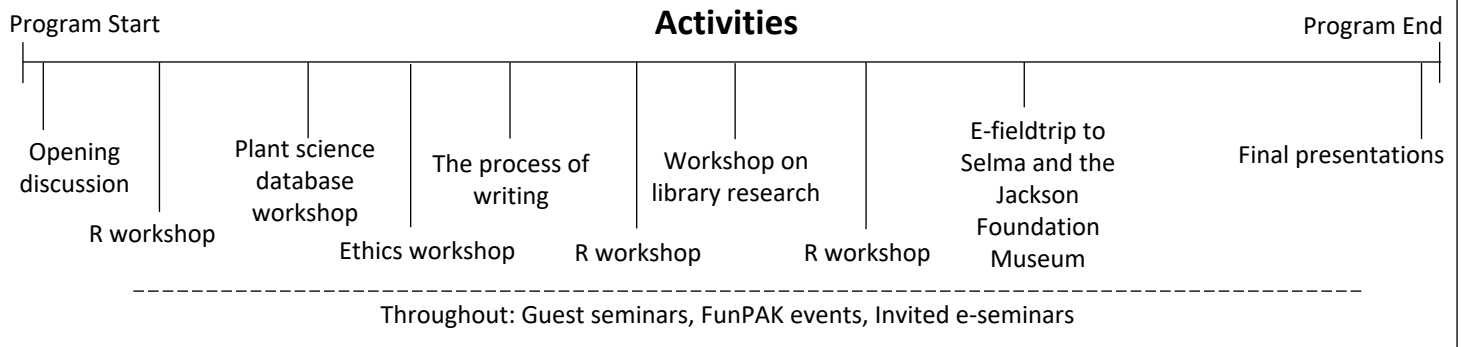 Activities
Program Start
Program End
Opening
discussion
R workshop
Plant science
database
workshop
Ethics workshop
The process of
writing
R workshop
Workshop on
library research
R workshop
E-fieldtrip to
Selma and the
Jackson
Foundation
Museum
Final presentations
Throughout: Guest seminars, FunPAK events, Invited e-seminars